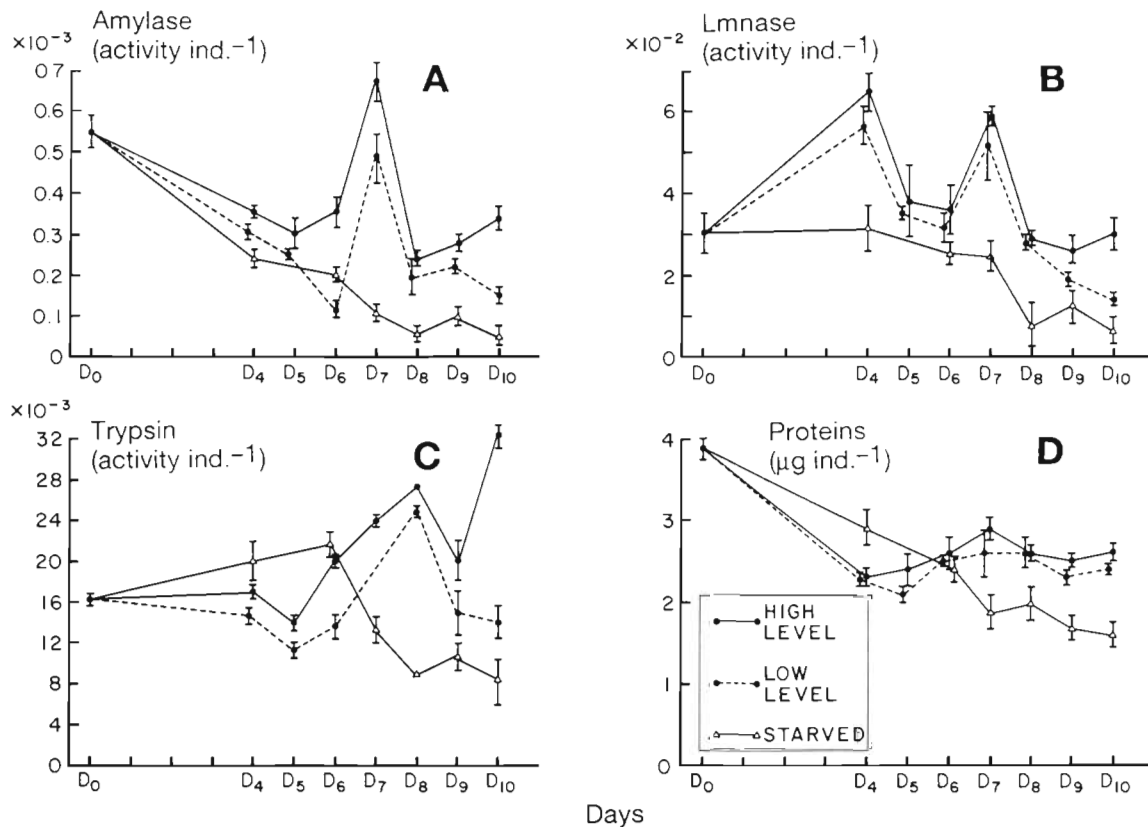 Amylase
(activity ind.⁻¹)
×10⁻³
A
0.7
0.6
0.5
0.4
0.3
0.2
0.1
0
D₀ D₄ D₅ D₆ D₇ D₈ D₉ D₁₀
Lmnase
(activity ind.⁻¹)
×10⁻²
B
6
4
2
0
D₀ D₄ D₅ D₆ D₇ D₈ D₉ D₁₀
×10⁻³
Trypsin
(activity ind.⁻¹)
C
32
28
24
20
16
12
8
4
0
D₀ D₄ D₅ D₆ D₇ D₈ D₉ D₁₀
Proteins
(µg ind.⁻¹)
D
4
3
2
1
0
HIGH
LEVEL
LOW
LEVEL
STARVED
D₀ D₄ D₅ D₆ D₇ D₈ D₉ D₁₀
Days